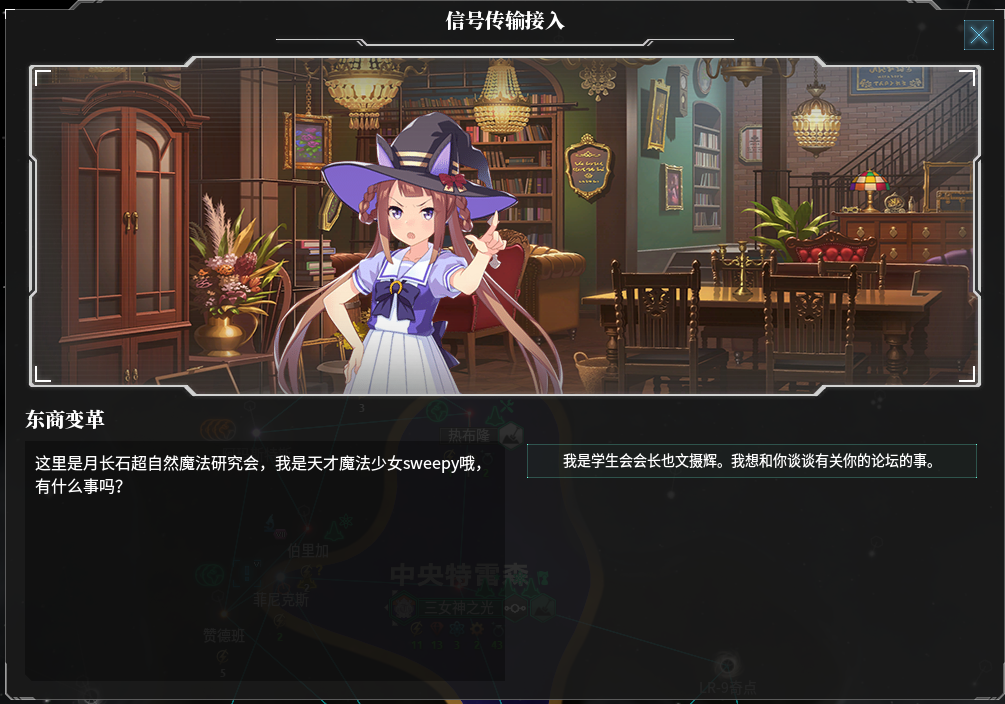 信号传输接入
东商变革
这里是月长石超自然魔法研究会，我是天才魔法少女sweepy哦，
有什么事吗？
我是学生会会长也文摄辉。我想和你谈谈有关你的论坛的事。
热布隆
伯里加
菲尼克斯
中央特雷森
三女神之光
贾德班
LR-9奇点